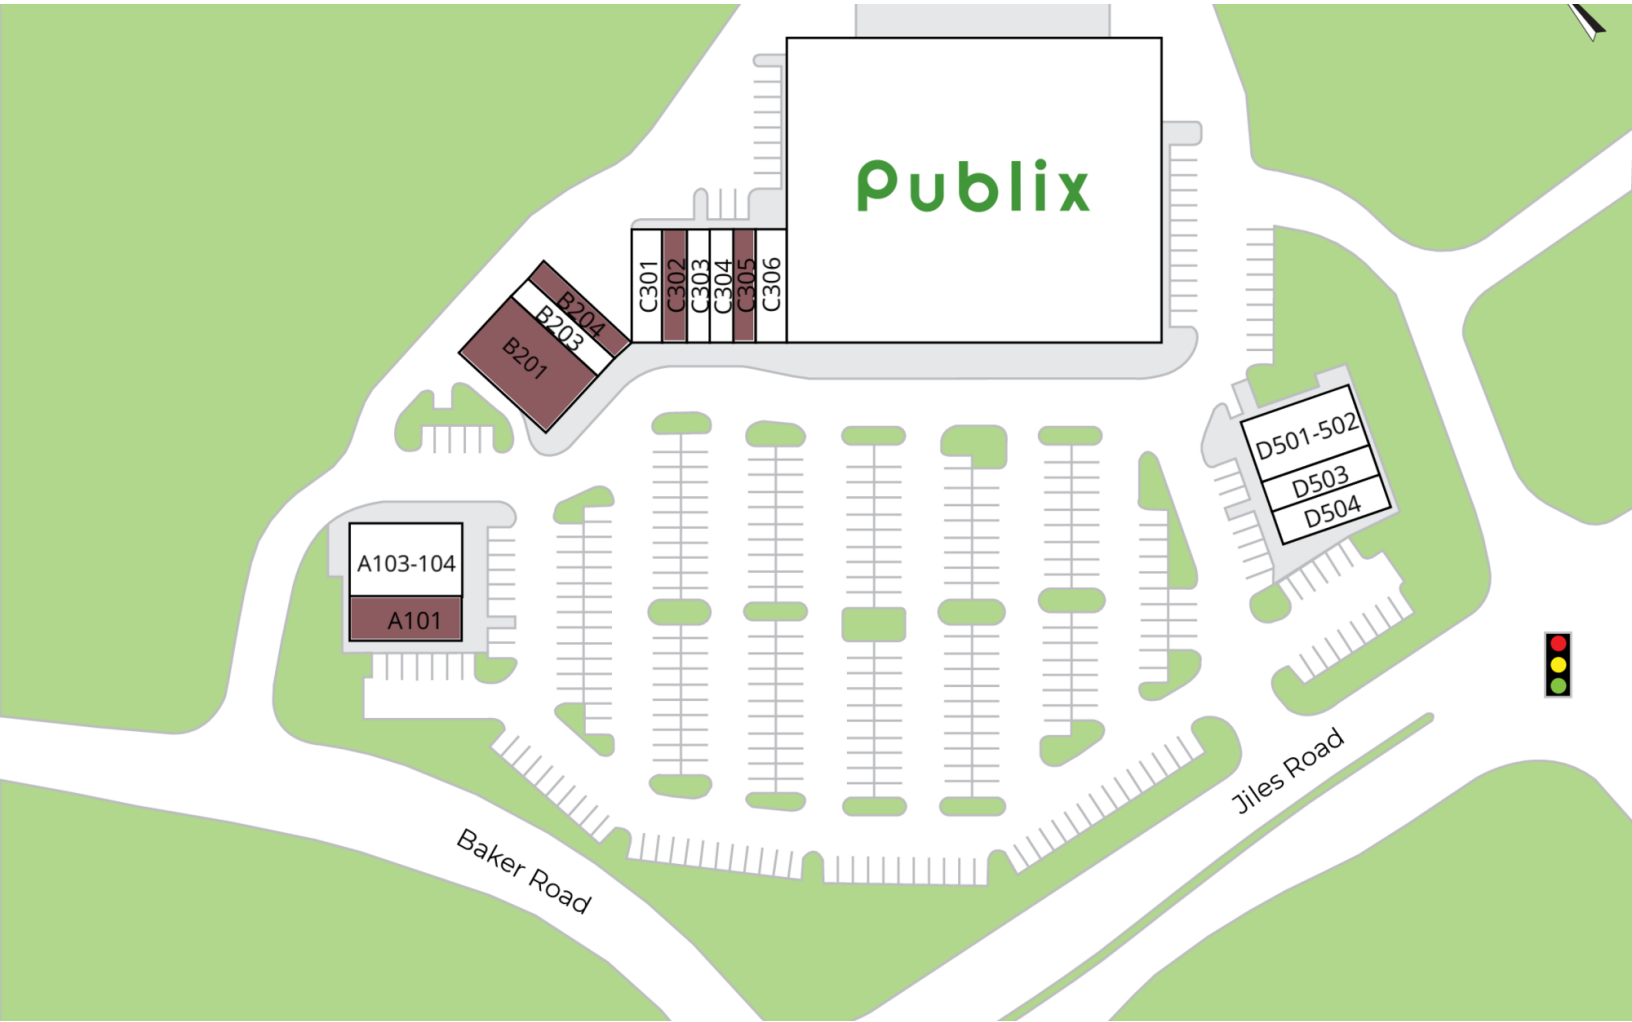 Publix
C301
C302
C303
C304
C305
C306
B204
B203
B201
D501-502
D503
D504
A103-104
A101
Jiles Road
Baker Road